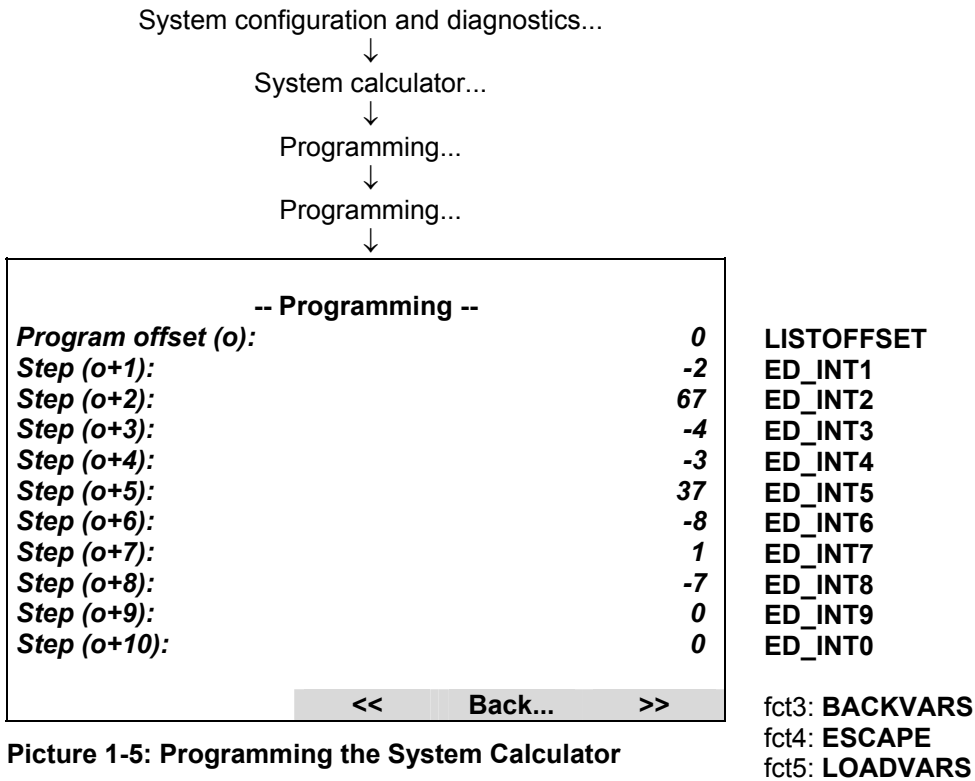 System configuration and diagnostics...
↓
System calculator...
↓
Programming...
↓
Programming...
↓
-- Programming --
Program offset (o): 0 LISTOFFSET
Step (o+1): -2 ED_INT1
Step (o+2): 67 ED_INT2
Step (o+3): -4 ED_INT3
Step (o+4): -3 ED_INT4
Step (o+5): 37 ED_INT5
Step (o+6): -8 ED_INT6
Step (o+7): 1 ED_INT7
Step (o+8): -7 ED_INT8
Step (o+9): 0 ED_INT9
Step (o+10): 0 ED_INT0
<< Back... >>
fct3: BACKVARS
fct4: ESCAPE
fct5: LOADVARS
Picture 1-5: Programming the System Calculator